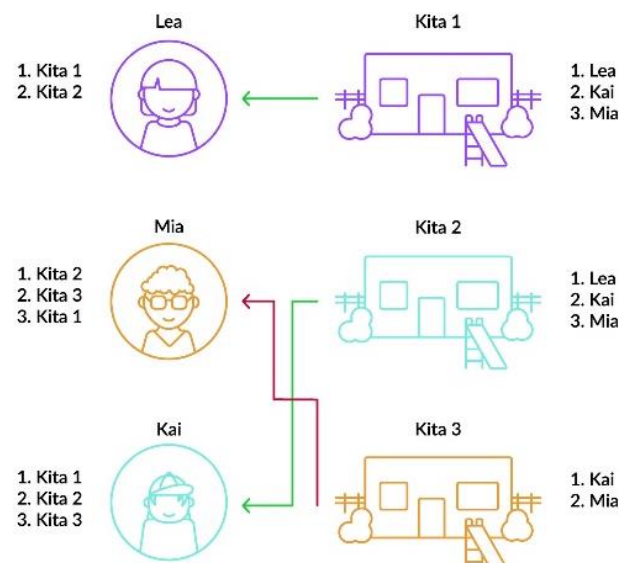 Lea
Kita 1
1. Kita 1
2. Kita 2
1. Lea
2. Kai
3. Mia
Mia
Kita 2
1. Kita 2
2. Kita 3
3. Kita 1
1. Lea
2. Kai
3. Mia
Kai
Kita 3
1. Kita 1
2. Kita 2
3. Kita 3
1. Kai
2. Mia